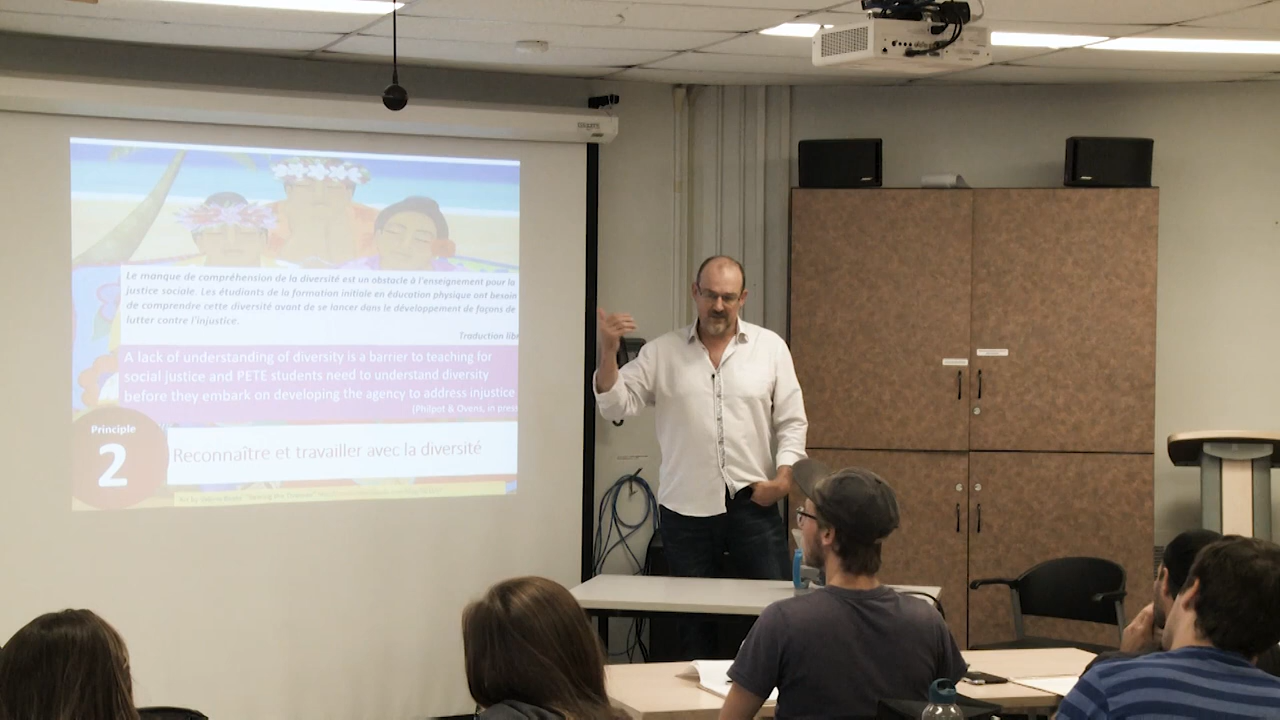 Le manque de compréhension de la diversité est un obstacle à l'enseignement pour la
justice sociale. Les étudiants de la formation initiale en éducation physique ont besoin
de comprendre cette diversité avant de se lancer dans le développement de façons de
lutter contre l'injustice.
Traduction libr
A lack of understanding of diversity is a barrier to teaching for
social justice and PETE students need to understand diversity
before they embark on developing the agency to address injustice
(Philpot & Ovens, in press
Principle
2
Reconnaître et travailler avec la diversité